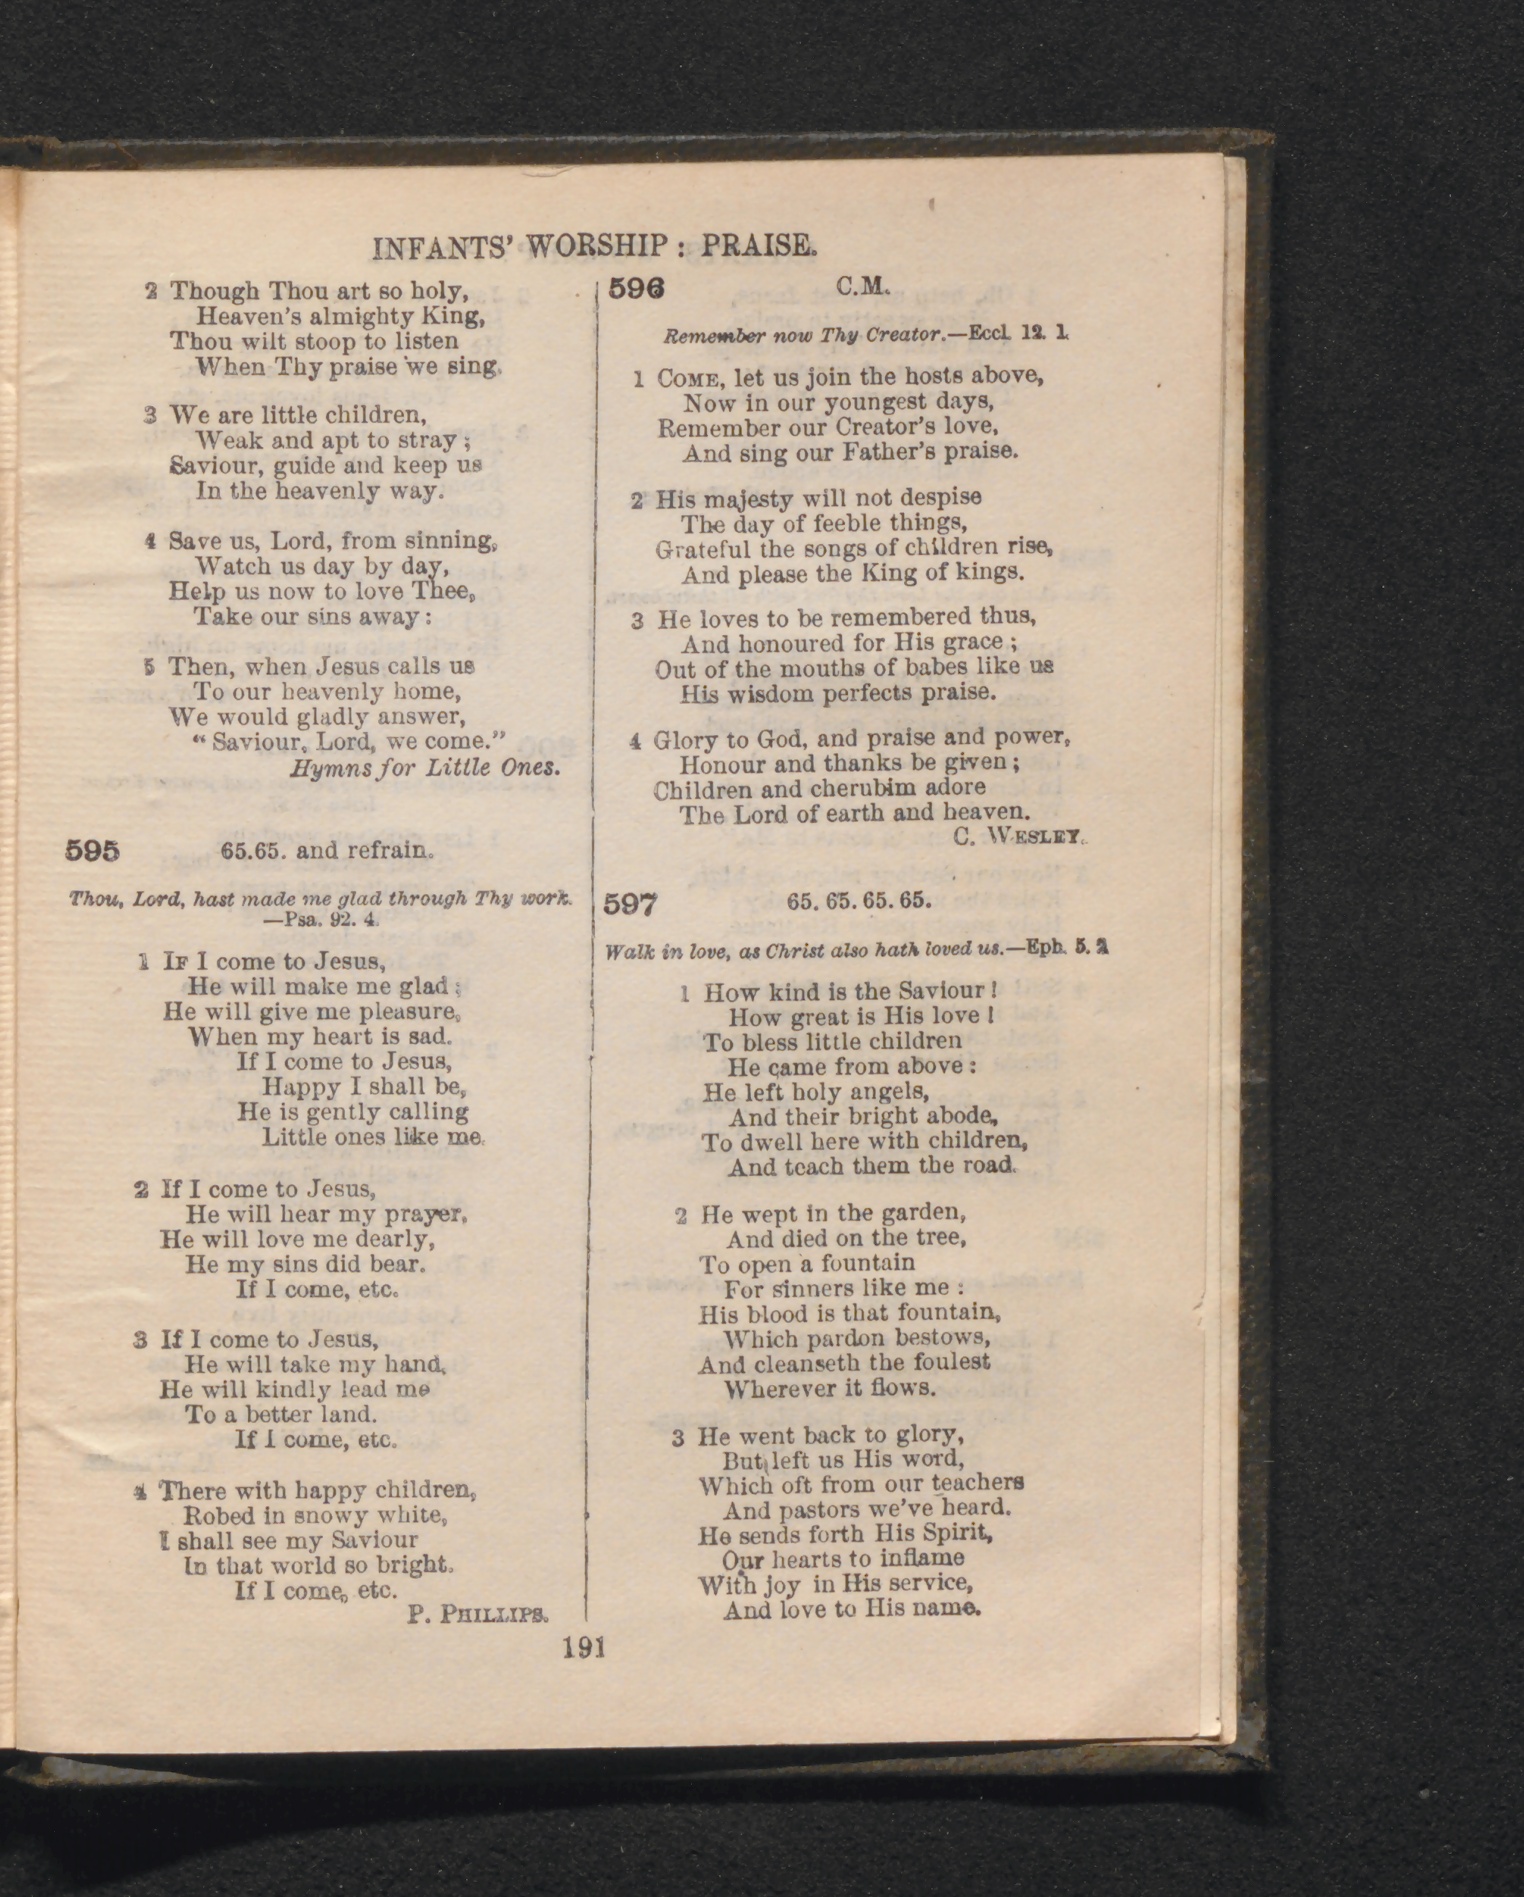 INFANTS' WORSHIP: PRAISE.
2 Though Thou art so holy,
Heaven's almighty King,
Thou wilt stoop to listen
When Thy praise we sing.
3 We are little children,
Weak and apt to stray;
Saviour, guide and keep us
In the heavenly way.
4 Save us, Lord, from sinning,
Watch us day by day,
Help us now to love Thee,
Take our sins away:
5 Then, when Jesus calls us
To our heavenly home,
We would gladly answer,
"Saviour, Lord, we come."
Hymns for Little Ones.
595 65.65. and refrain.
Thou, Lord, hast made me glad through Thy work.
—Psa. 92. 4.
1 IF I come to Jesus,
He will make me glad;
He will give me pleasure,
When my heart is sad.
If I come to Jesus,
Happy I shall be,
He is gently calling
Little ones like me.
2 If I come to Jesus,
He will hear my prayer,
He will love me dearly,
He my sins did bear.
If I come, etc.
3 If I come to Jesus,
He will take my hand,
He will kindly lead me
To a better land.
If I come, etc.
4 There with happy children,
Robed in snowy white,
I shall see my Saviour
In that world so bright.
If I come, etc.
P. PHILLIPS.
596 C.M.
Remember now Thy Creator.—Eccl. 12. 1.
1 COME, let us join the hosts above,
Now in our youngest days,
Remember our Creator's love,
And sing our Father's praise.
2 His majesty will not despise
The day of feeble things,
Grateful the songs of children rise,
And please the King of kings.
3 He loves to be remembered thus,
And honoured for His grace;
Out of the mouths of babes like us
His wisdom perfects praise.
4 Glory to God, and praise and power,
Honour and thanks be given;
Children and cherubim adore
The Lord of earth and heaven.
C. WESLEY.
597 65. 65. 65. 65.
Walk in love, as Christ also hath loved us.—Eph. 5. 2.
1 How kind is the Saviour!
How great is His love!
To bless little children
He came from above:
He left holy angels,
And their bright abode,
To dwell here with children,
And teach them the road.
2 He wept in the garden,
And died on the tree,
To open a fountain
For sinners like me:
His blood is that fountain,
Which pardon bestows,
And cleanseth the foulest
Wherever it flows.
3 He went back to glory,
But left us His word,
Which oft from our teachers
And pastors we've heard.
He sends forth His Spirit,
Our hearts to inflame
With joy in His service,
And love to His name.
191